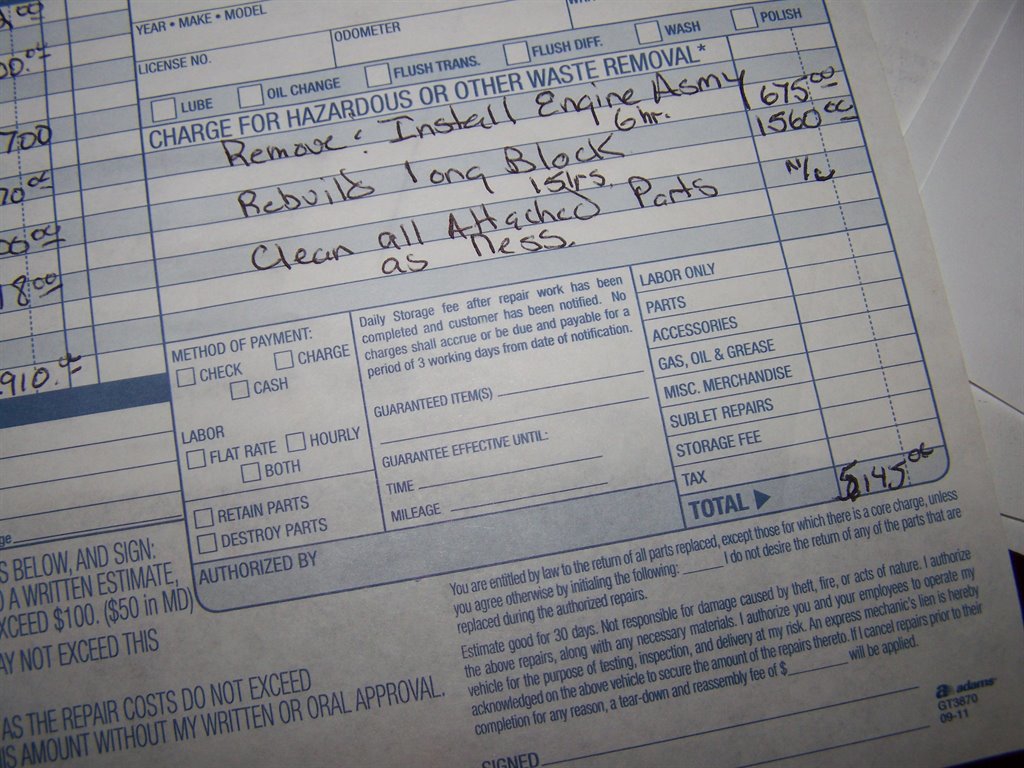 YEAR • MAKE • MODEL
LICENSE NO.
ODOMETER
LUBE
OIL CHANGE
FLUSH TRANS.
FLUSH DIFF.
WASH
POLISH
CHARGE FOR HAZARDOUS OR OTHER WASTE REMOVAL*
Remove & Install Engine Asmy 675.00
6 hr.
1560.00
Rebuild long Block
15hrs.
Clean all Attached Parts N/C
as Ness.
700
910.
METHOD OF PAYMENT:
CHECK
CHARGE
CASH
LABOR
FLAT RATE
HOURLY
BOTH
RETAIN PARTS
DESTROY PARTS
AUTHORIZED BY
Daily Storage fee after repair work has been
completed and customer has been notified. No
charges shall accrue or be due and payable for a
period of 3 working days from date of notification.
GUARANTEED ITEM(S)
GUARANTEE EFFECTIVE UNTIL:
TIME
MILEAGE
LABOR ONLY
PARTS
ACCESSORIES
GAS, OIL & GREASE
MISC. MERCHANDISE
SUBLET REPAIRS
STORAGE FEE
TAX
TOTAL 5145.00
You are entitled by law to the return of all parts replaced, except those for which there is a core charge, unless
you agree otherwise by initialing the following: I do not desire the return of any of the parts that are
replaced during the authorized repairs.
Estimate good for 30 days. Not responsible for damage caused by theft, fire, or acts of nature. I authorize
the above repairs, along with any necessary materials. I authorize you and your employees to operate my
vehicle for the purpose of testing, inspection, and delivery at my risk. An express mechanic's lien is hereby
acknowledged on the above vehicle to secure the amount of the repairs thereto. If I cancel repairs prior to their
completion for any reason, a tear-down and reassembly fee of $ will be applied.
SIGNED
adams
GT3870
09-11
BELOW, AND SIGN:
A WRITTEN ESTIMATE,
EXCEED $100. ($50 in MD)
MAY NOT EXCEED THIS
AS THE REPAIR COSTS DO NOT EXCEED
THIS AMOUNT WITHOUT MY WRITTEN OR ORAL APPROVAL.